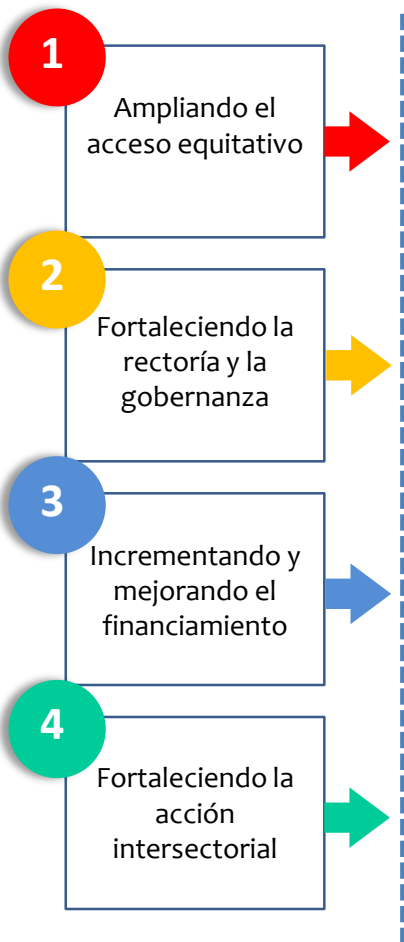 1
Ampliando el
acceso equitativo
2
Fortaleciendo la
rectoría y la
gobernanza
3
Incrementando y
mejorando el
financiamiento
4
Fortaleciendo la
acción
intersectorial